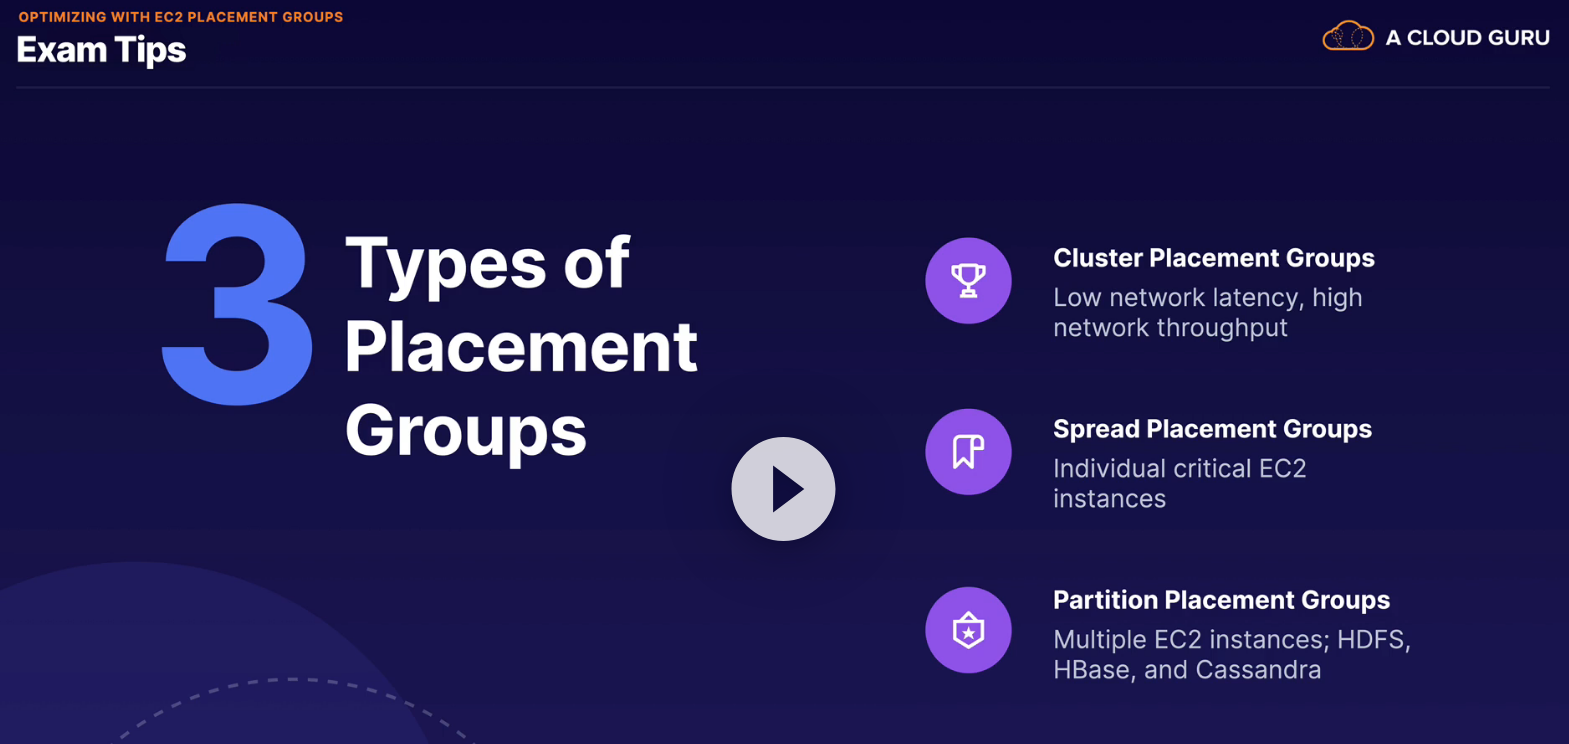 OPTIMIZING WITH EC2 PLACEMENT GROUPS
Exam Tips
A CLOUD GURU
3
Types of
Placement
Groups
Cluster Placement Groups
Low network latency, high
network throughput
Spread Placement Groups
Individual critical EC2
instances
Partition Placement Groups
Multiple EC2 instances; HDFS,
HBase, and Cassandra